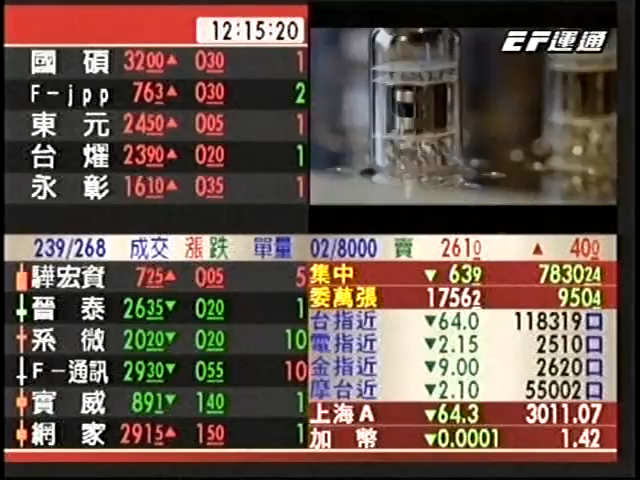 12:15:20
EF運通
國碩 3200▲ 030 1
F-jpp 763▲ 030 2
東元 2450▲ 005 1
台燿 2390▲ 020 1
永彰 1610▲ 035 1
239/268 成交 漲跌 單量 02/8000 賣 2610 ▲ 400
驊宏資 725▲ 005 5
晉泰 2635▼ 020 1
系微 2020▼ 020 10
F-通訊 2930▼ 055 10
實威 891▼ 140 1
網家 2915▲ 150 1
集中 ▼639 783024
委萬張 17562 9504
台指近 ▼64.0 118319口
電指近 ▼2.15 2510口
金指近 ▼9.00 2620口
摩台近 ▼2.10 55002口
上海A ▼64.3 3011.07
加幣 ▼0.0001 1.42